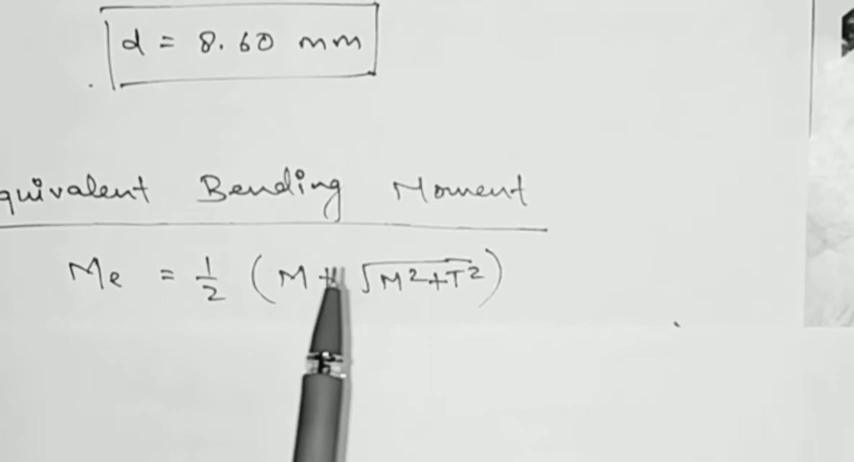 d = 8.60 mm
quivalent Bending Moment
Me = 1/2 (M + √M²+T²)